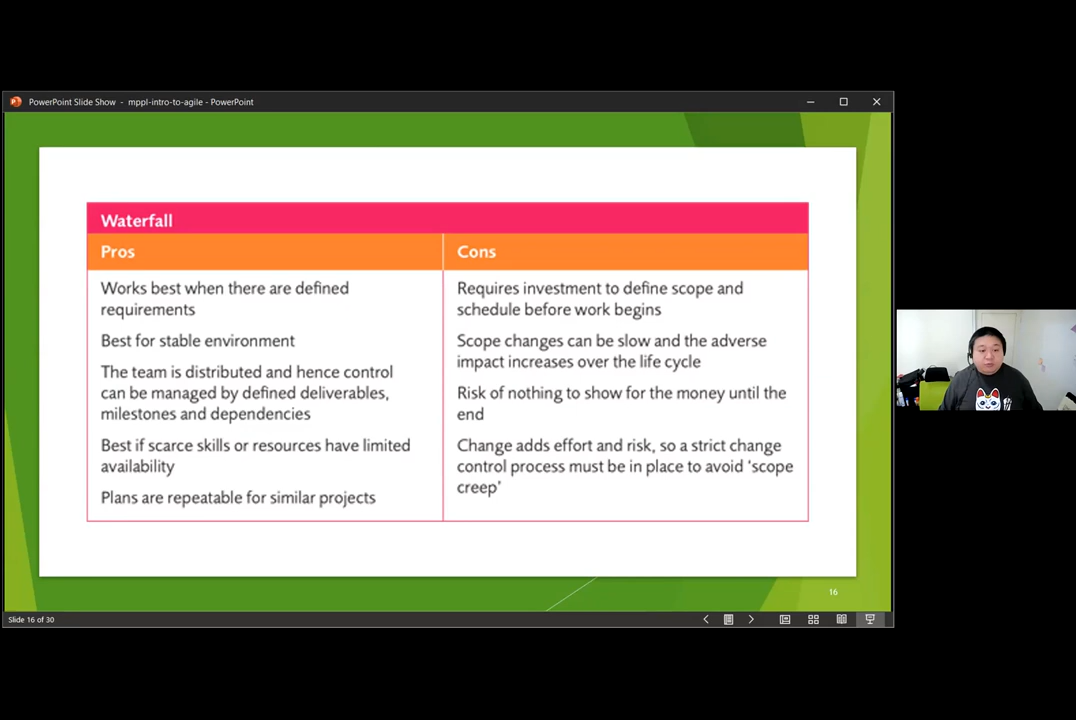 PowerPoint Slide Show - mppl-intro-to-agile - PowerPoint
Waterfall
Pros
Cons
Works best when there are defined
requirements
Best for stable environment
The team is distributed and hence control
can be managed by defined deliverables,
milestones and dependencies
Best if scarce skills or resources have limited
availability
Plans are repeatable for similar projects
Requires investment to define scope and
schedule before work begins
Scope changes can be slow and the adverse
impact increases over the life cycle
Risk of nothing to show for the money until the
end
Change adds effort and risk, so a strict change
control process must be in place to avoid ‘scope
creep’
16
Slide 16 of 30